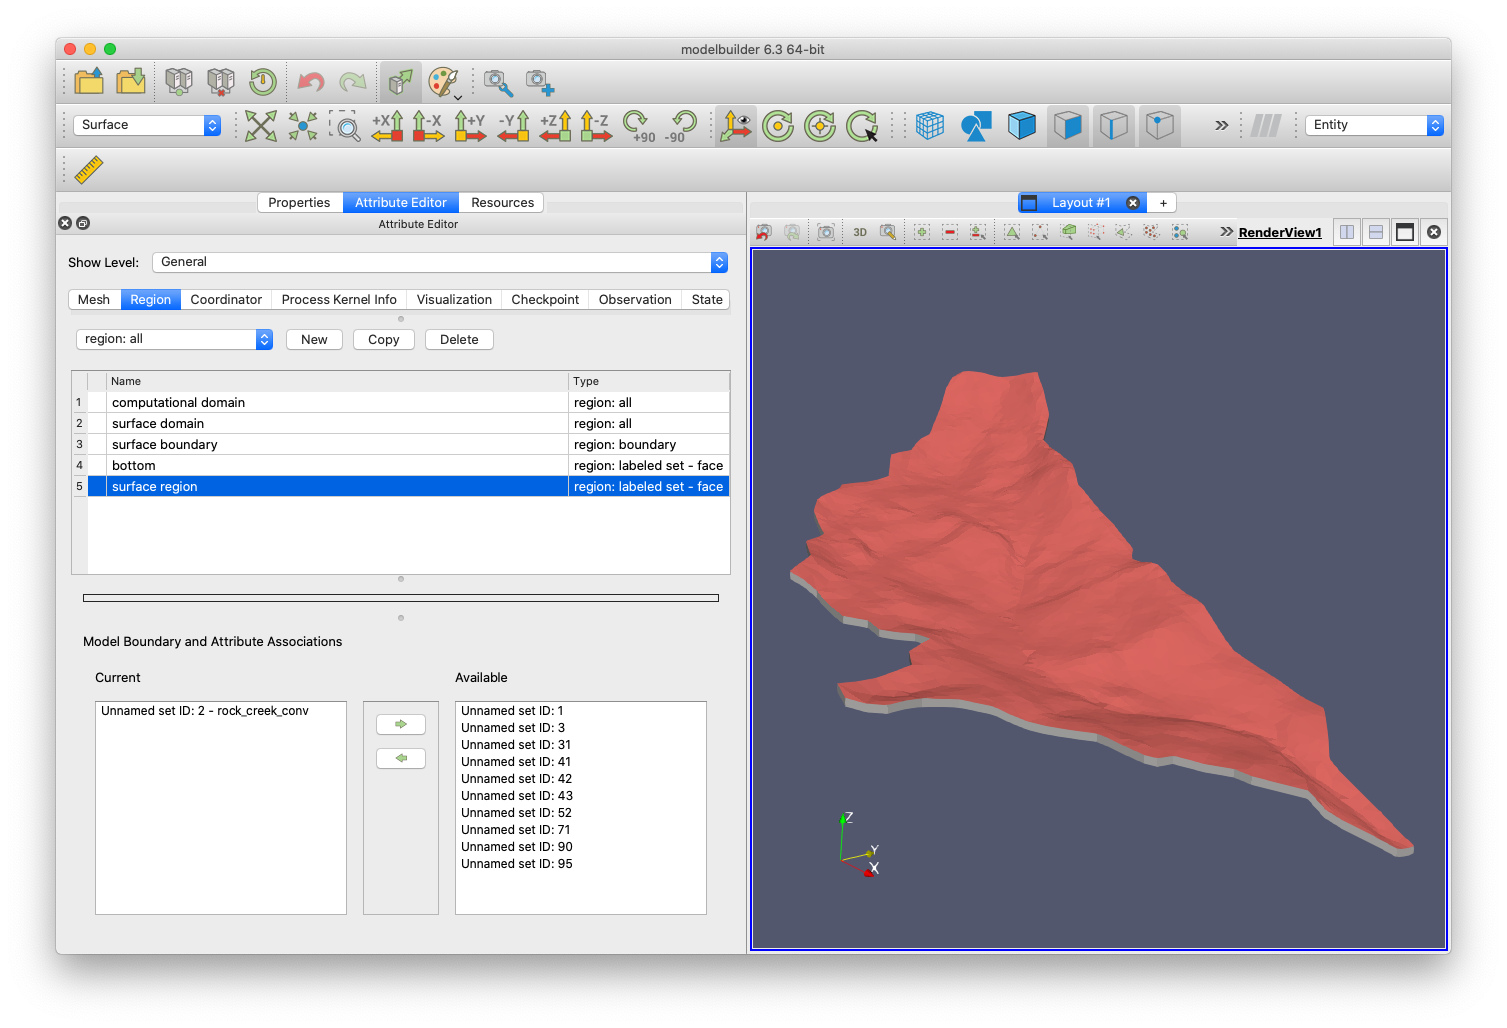 modelbuilder 6.3 64-bit
Surface
+X
-X
+Y
-Y
+Z
-Z
+90
-90
Entity
Properties
Attribute Editor
Resources
Layout #1
+
Attribute Editor
3D
RenderView1
Show Level:
General
Mesh
Region
Coordinator
Process Kernel Info
Visualization
Checkpoint
Observation
State
region: all
New
Copy
Delete
Name Type
1 computational domain region: all
2 surface domain region: all
3 surface boundary region: boundary
4 bottom region: labeled set - face
5 surface region region: labeled set - face
Model Boundary and Attribute Associations
Current
Available
Unnamed set ID: 2 - rock_creek_conv
Unnamed set ID: 1
Unnamed set ID: 3
Unnamed set ID: 31
Unnamed set ID: 41
Unnamed set ID: 42
Unnamed set ID: 43
Unnamed set ID: 52
Unnamed set ID: 71
Unnamed set ID: 90
Unnamed set ID: 95
Z
Y
X